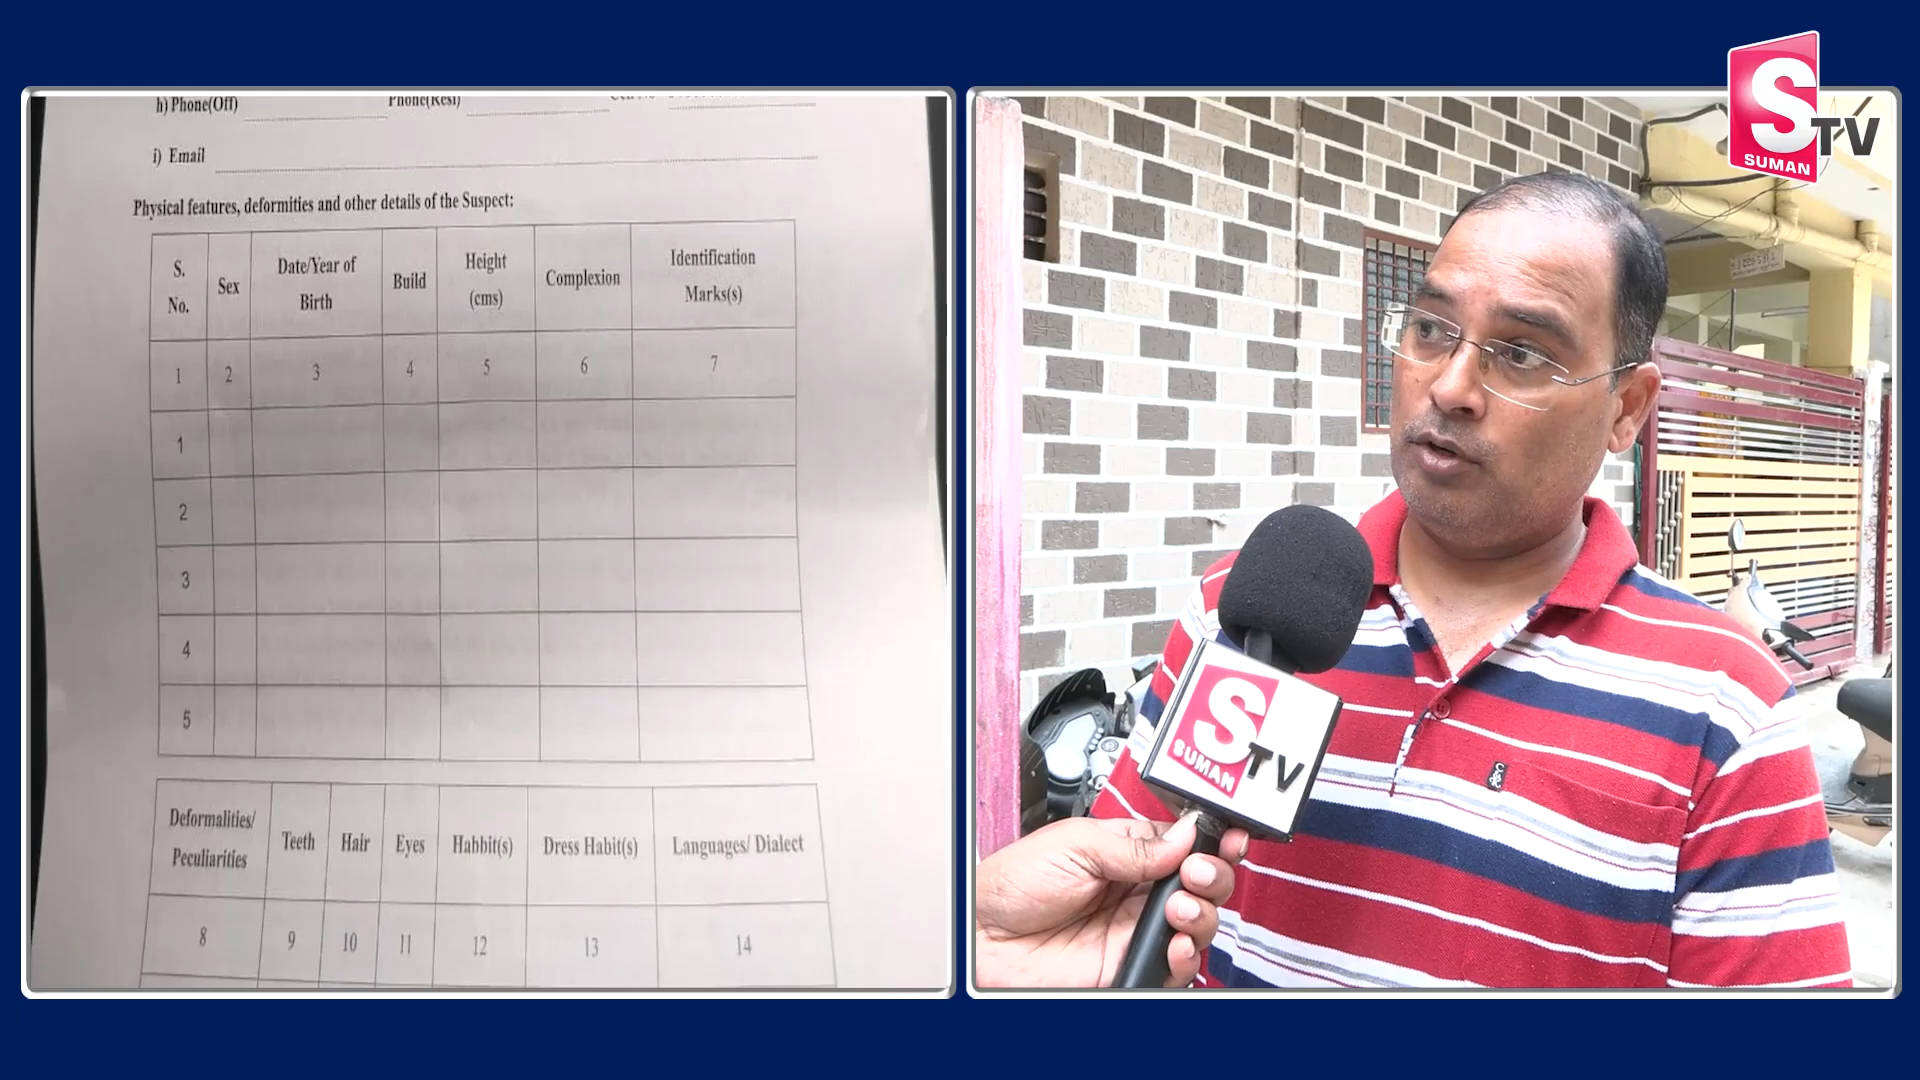 h) Phone(Off) Phone(Resi)
i) Email
Physical features, deformities and other details of the Suspect:
S. No. Sex Date/Year of Birth Build Height (cms) Complexion Identification Marks(s)
1 2 3 4 5 6 7
1
2
3
4
5
Deformalities/ Peculiarities Teeth Hair Eyes Habbit(s) Dress Habit(s) Languages/ Dialect
8 9 10 11 12 13 14
S TV
SUMAN
S TV
SUMAN